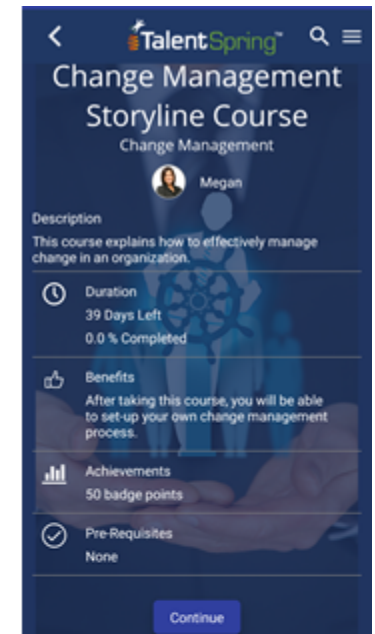 TalentSpring™
Change Management
Storyline Course
Change Management
Megan
Description
This course explains how to effectively manage
change in an organization.
Duration
39 Days Left
0.0 % Completed
Benefits
After taking this course, you will be able
to set-up your own change management
process.
Achievements
50 badge points
Pre-Requisites
None
Continue